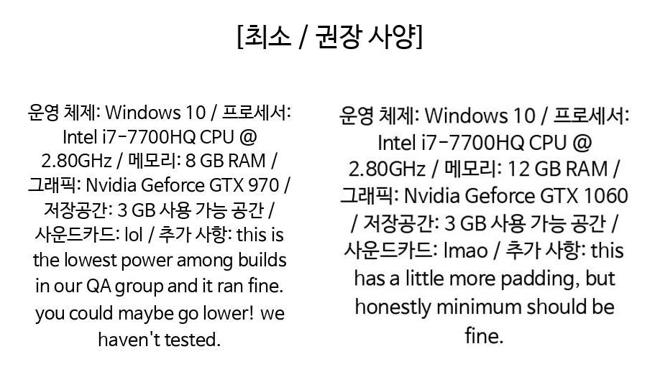 [최소 / 권장 사양]
운영 체제: Windows 10 / 프로세서:
Intel i7-7700HQ CPU @
2.80GHz / 메모리: 8 GB RAM /
그래픽: Nvidia Geforce GTX 970 /
저장공간: 3 GB 사용 가능 공간 /
사운드카드: lol / 추가 사항: this is
the lowest power among builds
in our QA group and it ran fine.
you could maybe go lower! we
haven't tested.
운영 체제: Windows 10 / 프로세서:
Intel i7-7700HQ CPU @
2.80GHz / 메모리: 12 GB RAM /
그래픽: Nvidia Geforce GTX 1060
/ 저장공간: 3 GB 사용 가능 공간 /
사운드카드: lmao / 추가 사항: this
has a little more padding, but
honestly minimum should be
fine.